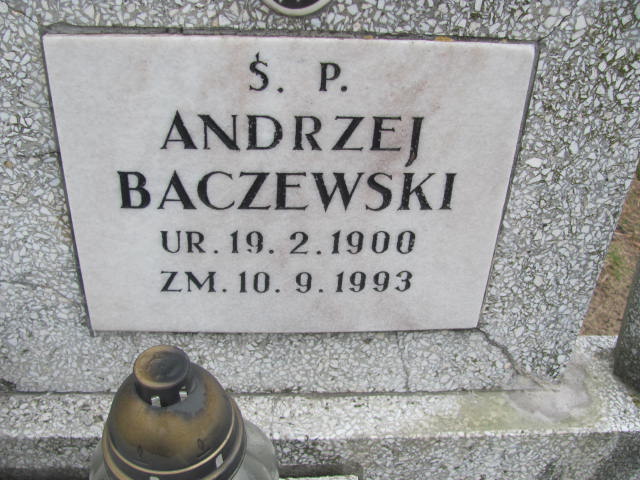 Ś. P.
ANDRZEJ
BACZEWSKI
UR. 19. 2. 1900
ZM. 10. 9. 1993